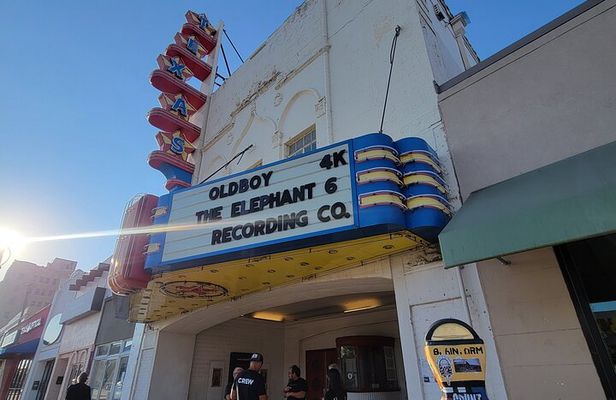 TEXAS
OLDBOY 4K
THE ELEPHANT 6
RECORDING CO.
CREW